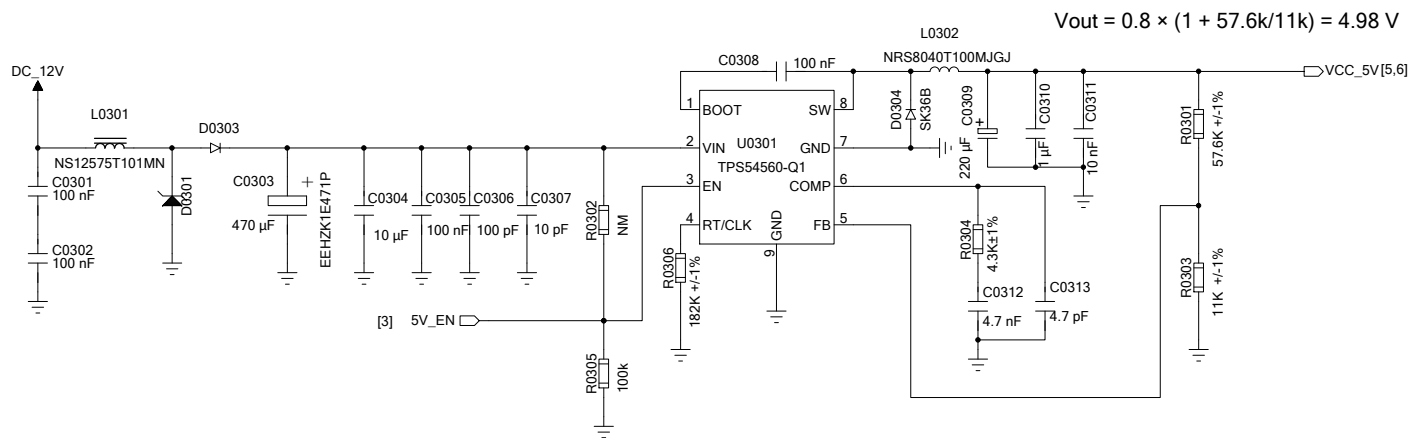 Vout = 0.8 × (1 + 57.6k/11k) = 4.98 V
L0302
NRS8040T100MJGJ
C0308
100 nF
DC_12V
VCC_5V[5,6]
L0301
NS12575T101MN
D0303
D0301
C0301
100 nF
C0302
100 nF
C0303
470 µF
EEHZK1E471P
C0304
10 µF
C0305
100 nF
C0306
100 pF
C0307
10 pF
R0302
NM
1
BOOT
2
VIN
3
EN
4
RT/CLK
U0301
TPS54560-Q1
SW
8
GND
7
COMP
6
FB
5
GND
9
D0304
SK36B
C0309
220 µF
C0310
1 µF
C0311
10 nF
R0301
57.6K +/-1%
R0303
11K +/-1%
R0304
4.3K±1%
C0312
4.7 nF
C0313
4.7 pF
R0306
182K +/-1%
[3]
5V_EN
R0305
100k